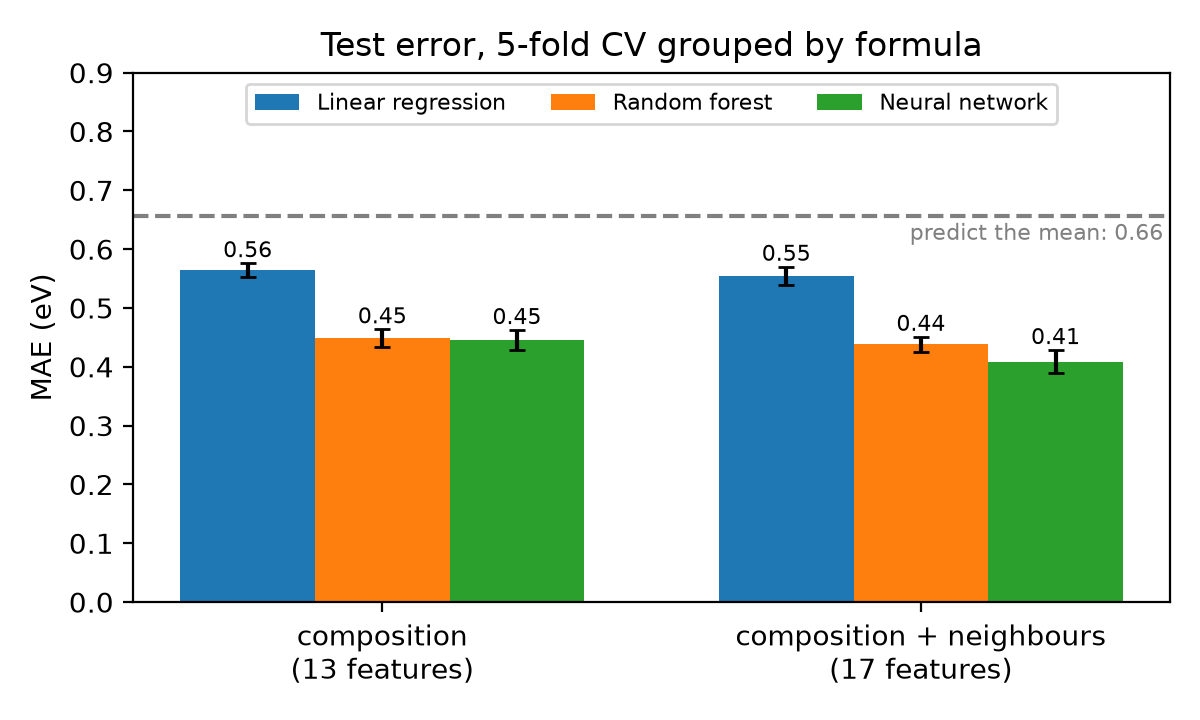 Test error, 5-fold CV grouped by formula
Linear regression
Random forest
Neural network
MAE (eV)
0.9
0.8
0.7
0.6
0.5
0.4
0.3
0.2
0.1
0.0
predict the mean: 0.66
0.56
0.45
0.45
0.55
0.44
0.41
composition
(13 features)
composition + neighbours
(17 features)